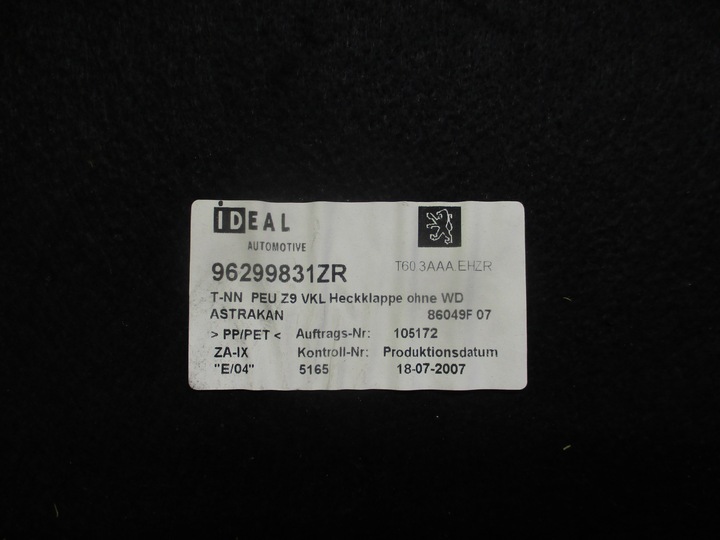 iDEAL
AUTOMOTIVE
96299831ZR
T60 3AAA EHZR
T-NN PEU Z9 VKL Heckklappe ohne WD
ASTRAKAN 86049F 07
> PP/PET < Auftrags-Nr: 105172
ZA-IX Kontroll-Nr: Produktionsdatum
"E/04" 5165 18-07-2007